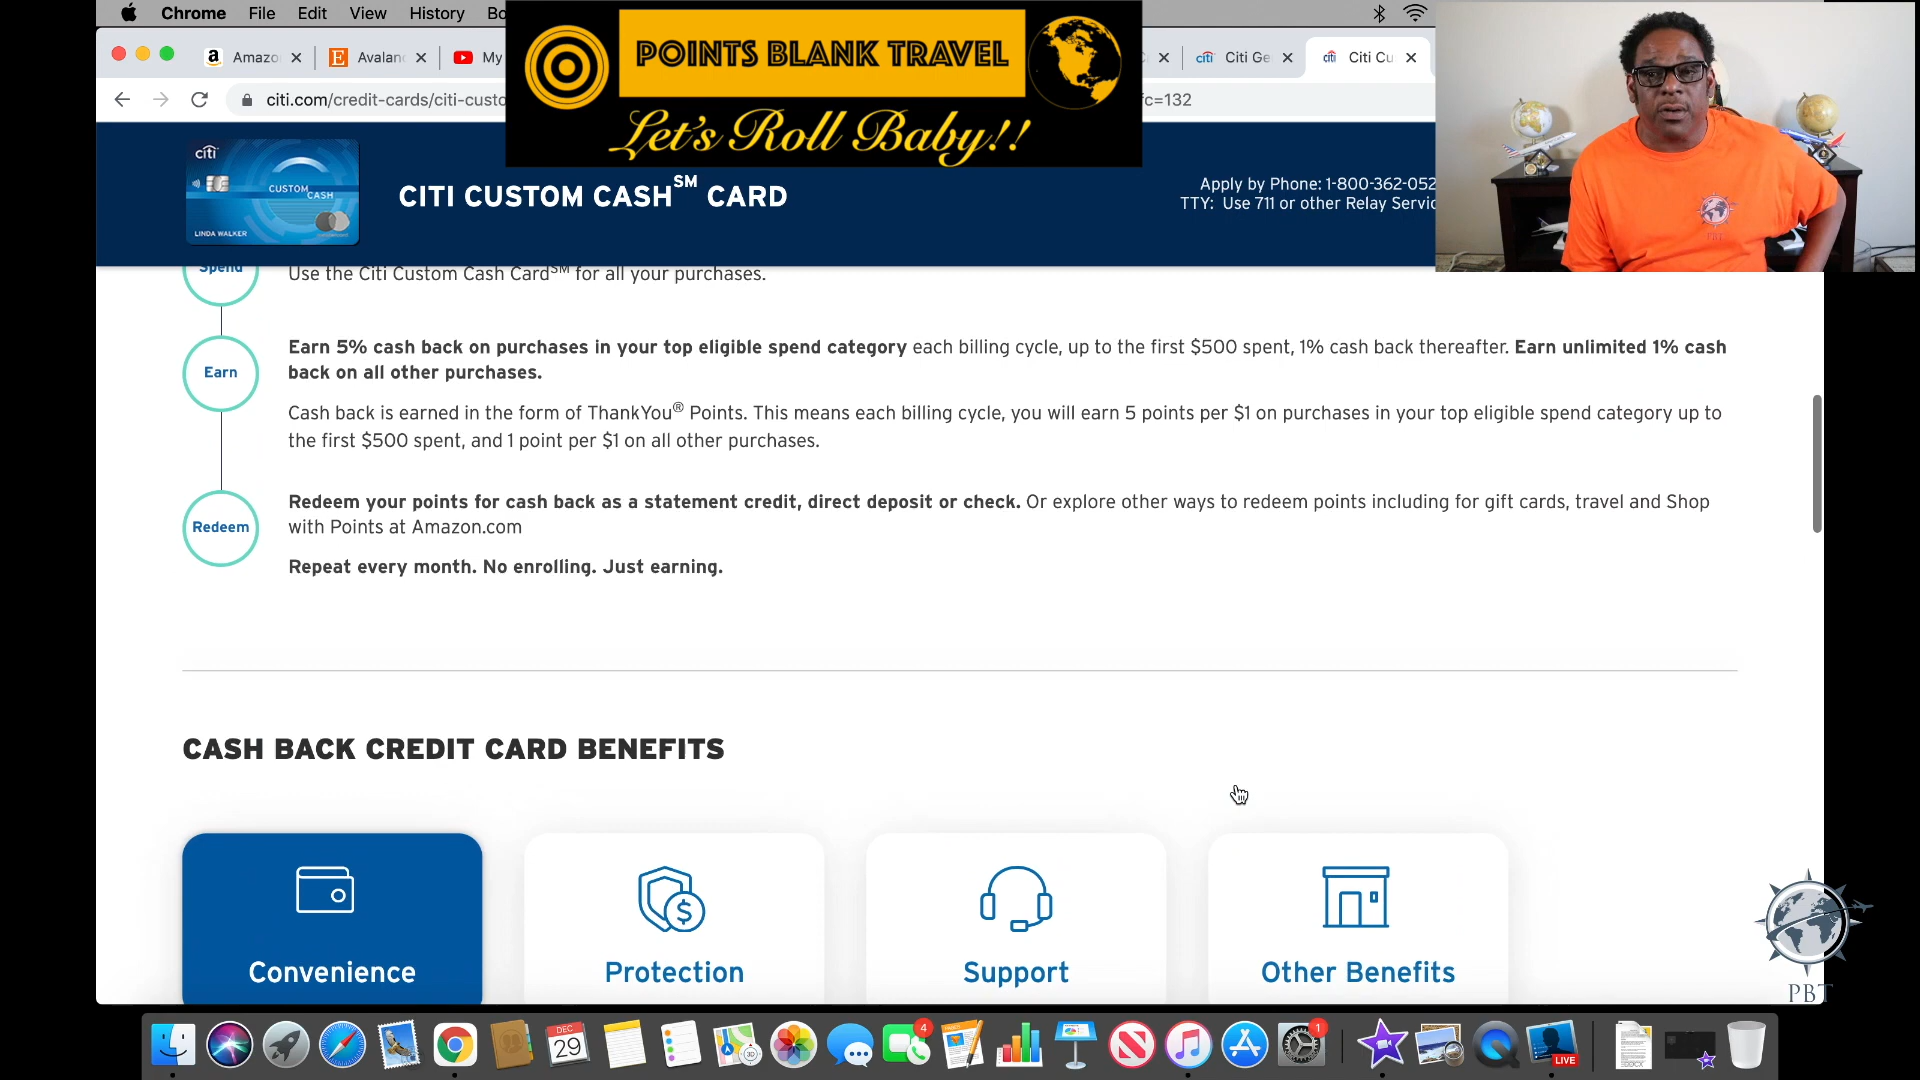 Chrome File Edit View History Bo
Amazo
Avalan
My
Citi Ge
Citi Cu
POINTS BLANK TRAVEL
Let's Roll Baby!!
citi.com/credit-cards/citi-custo
fc=132
citi
CUSTOM
CASH
LINDA WALKER
CITI CUSTOM CASH℠ CARD
Apply by Phone: 1-800-362-052
TTY: Use 711 or other Relay Servic
PBT
Spend
Use the Citi Custom Cash Card℠ for all your purchases.
Earn
Earn 5% cash back on purchases in your top eligible spend category each billing cycle, up to the first $500 spent, 1% cash back thereafter. Earn unlimited 1% cash
back on all other purchases.
Cash back is earned in the form of ThankYou® Points. This means each billing cycle, you will earn 5 points per $1 on purchases in your top eligible spend category up to
the first $500 spent, and 1 point per $1 on all other purchases.
Redeem
Redeem your points for cash back as a statement credit, direct deposit or check. Or explore other ways to redeem points including for gift cards, travel and Shop
with Points at Amazon.com
Repeat every month. No enrolling. Just earning.
CASH BACK CREDIT CARD BENEFITS
Convenience
Protection
Support
Other Benefits
PBT
DEC
29
4
1
LIVE